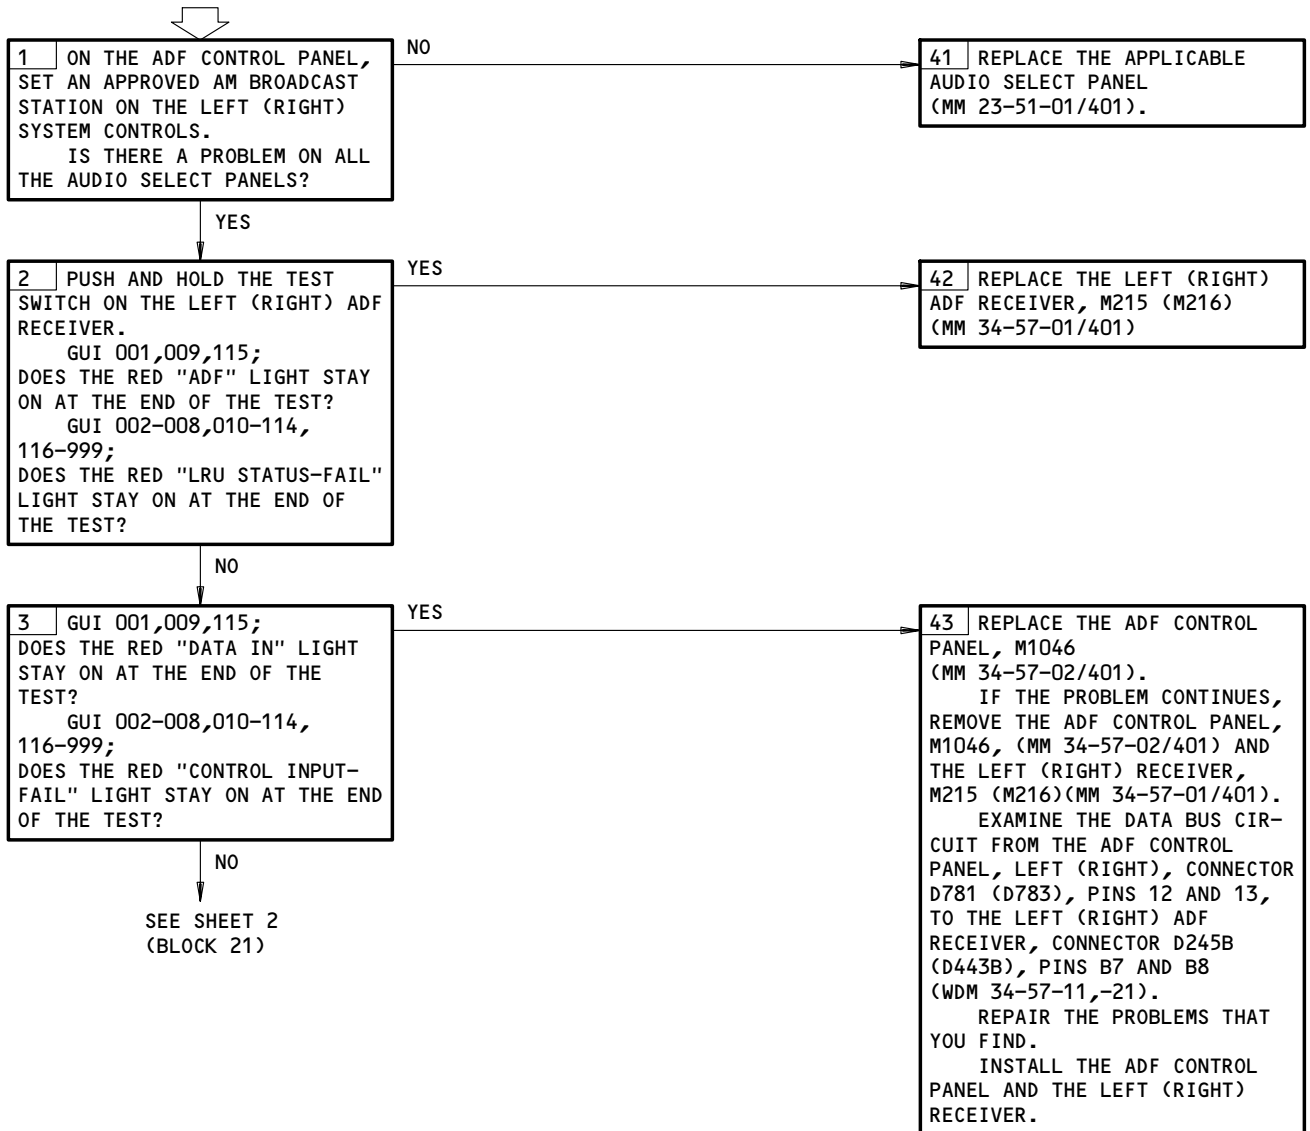 1 ON THE ADF CONTROL PANEL,
SET AN APPROVED AM BROADCAST
STATION ON THE LEFT (RIGHT)
SYSTEM CONTROLS.
IS THERE A PROBLEM ON ALL
THE AUDIO SELECT PANELS?
NO
41 REPLACE THE APPLICABLE
AUDIO SELECT PANEL
(MM 23-51-01/401).
YES
2 PUSH AND HOLD THE TEST
SWITCH ON THE LEFT (RIGHT) ADF
RECEIVER.
GUI 001,009,115;
DOES THE RED "ADF" LIGHT STAY
ON AT THE END OF THE TEST?
GUI 002-008,010-114,
116-999;
DOES THE RED "LRU STATUS-FAIL"
LIGHT STAY ON AT THE END OF
THE TEST?
YES
42 REPLACE THE LEFT (RIGHT)
ADF RECEIVER, M215 (M216)
(MM 34-57-01/401)
NO
3 GUI 001,009,115;
DOES THE RED "DATA IN" LIGHT
STAY ON AT THE END OF THE
TEST?
GUI 002-008,010-114,
116-999;
DOES THE RED "CONTROL INPUT-
FAIL" LIGHT STAY ON AT THE END
OF THE TEST?
YES
43 REPLACE THE ADF CONTROL
PANEL, M1046
(MM 34-57-02/401).
IF THE PROBLEM CONTINUES,
REMOVE THE ADF CONTROL PANEL,
M1046, (MM 34-57-02/401) AND
THE LEFT (RIGHT) RECEIVER,
M215 (M216)(MM 34-57-01/401).
EXAMINE THE DATA BUS CIR-
CUIT FROM THE ADF CONTROL
PANEL, LEFT (RIGHT), CONNECTOR
D781 (D783), PINS 12 AND 13,
TO THE LEFT (RIGHT) ADF
RECEIVER, CONNECTOR D245B
(D443B), PINS B7 AND B8
(WDM 34-57-11,-21).
REPAIR THE PROBLEMS THAT
YOU FIND.
INSTALL THE ADF CONTROL
PANEL AND THE LEFT (RIGHT)
RECEIVER.
NO
SEE SHEET 2
(BLOCK 21)